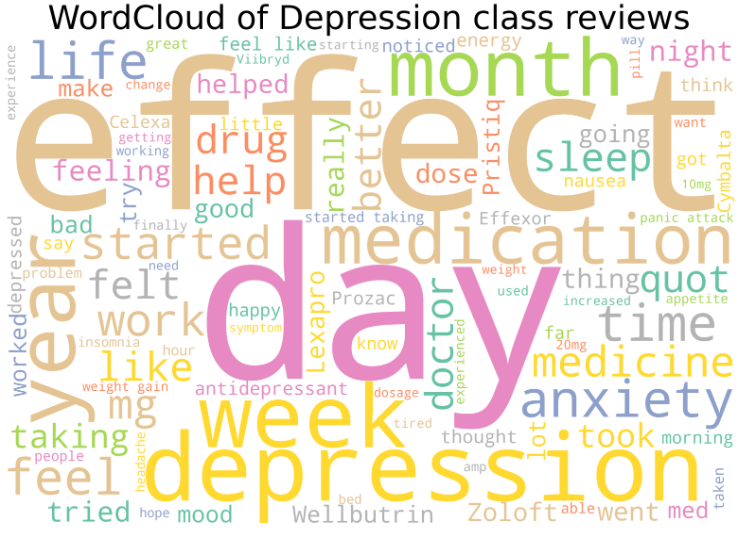 WordCloud of Depression class reviews
great
feel like
starting
noticed
energy
way
night
experience
life
Viibryd
make
change
helped
month
pill
think
effect
Celexa
getting
working
drug
little
really
better
dose
Pristiq
going
sleep
want
got
Cymbalta
feeling
help
nausea
10mg
try
good
started taking
Effexor
panic attack
depressed
bad
finally
say
started
medication
day
year
problem
need
felt
weight
thing
quot
used
increased
appetite
happy
symptom
Lexapro
Prozac
doctor
experienced
time
worked
work
insomnia
hour
know
far
20mg
like
medicine
weight gain
mg
antidepressant
dosage
anxiety
taking
week
tired
thought
lot
took
morning
people
headache
depression
feel
amp
taken
tried
hope
mood
bed
Wellbutrin
Zoloft
able
went
med